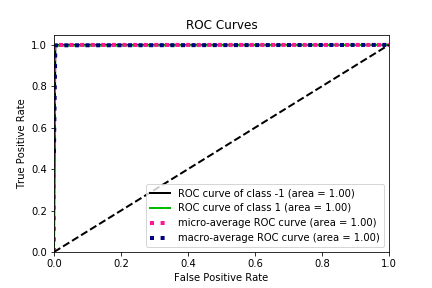 ROC Curves
True Positive Rate
1.0
0.8
0.6
0.4
0.2
0.0
ROC curve of class -1 (area = 1.00)
ROC curve of class 1 (area = 1.00)
micro-average ROC curve (area = 1.00)
macro-average ROC curve (area = 1.00)
0.0 0.2 0.4 0.6 0.8 1.0
False Positive Rate